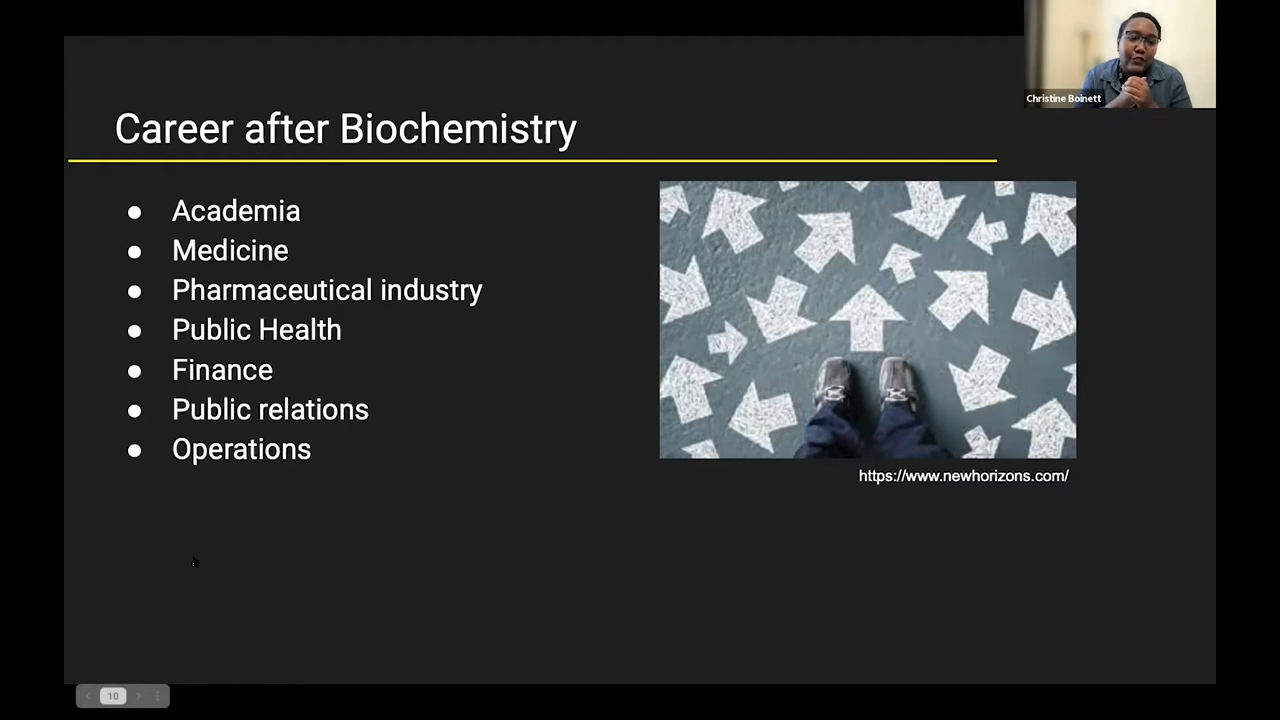 Christine Boinett
Career after Biochemistry
● Academia
● Medicine
● Pharmaceutical industry
● Public Health
● Finance
● Public relations
● Operations
https://www.newhorizons.com/
10